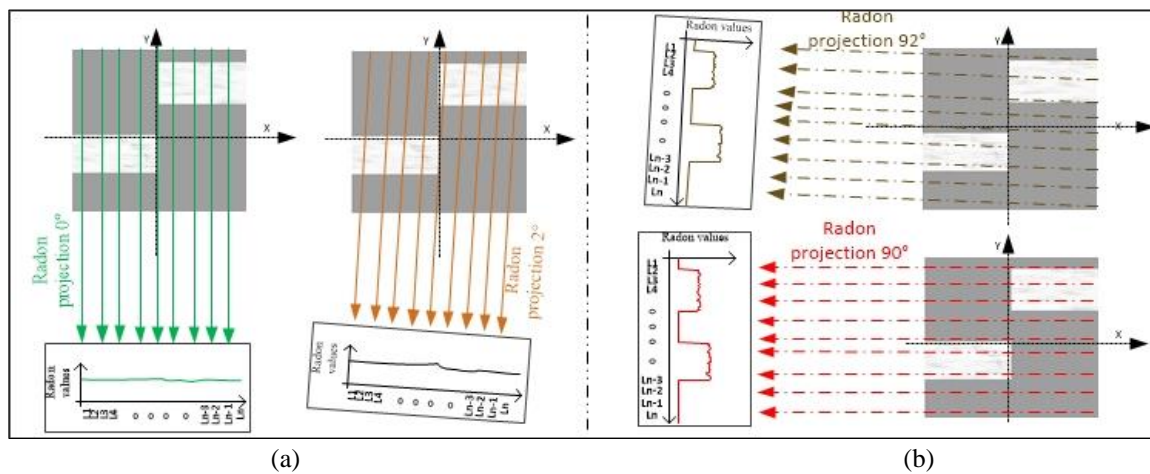 Y
X
Radon
projection 0°
Radon
values
L1
L2
L3
L4
o o o o
Ln-3
Ln-2
Ln-1
Ln
Y
X
Radon
projection 2°
Radon
values
L1
L2
L3
L4
o o o o
Ln-3
Ln-2
Ln-1
Ln
(a)
Radon values
L1
L2
L3
L4
o
o
o
o
Ln-3
Ln-2
Ln-1
Ln
Radon
projection 92°
Y
X
Radon values
L1
L2
L3
L4
o
o
o
o
Ln-3
Ln-2
Ln-1
Ln
Radon
projection 90°
Y
X
(b)